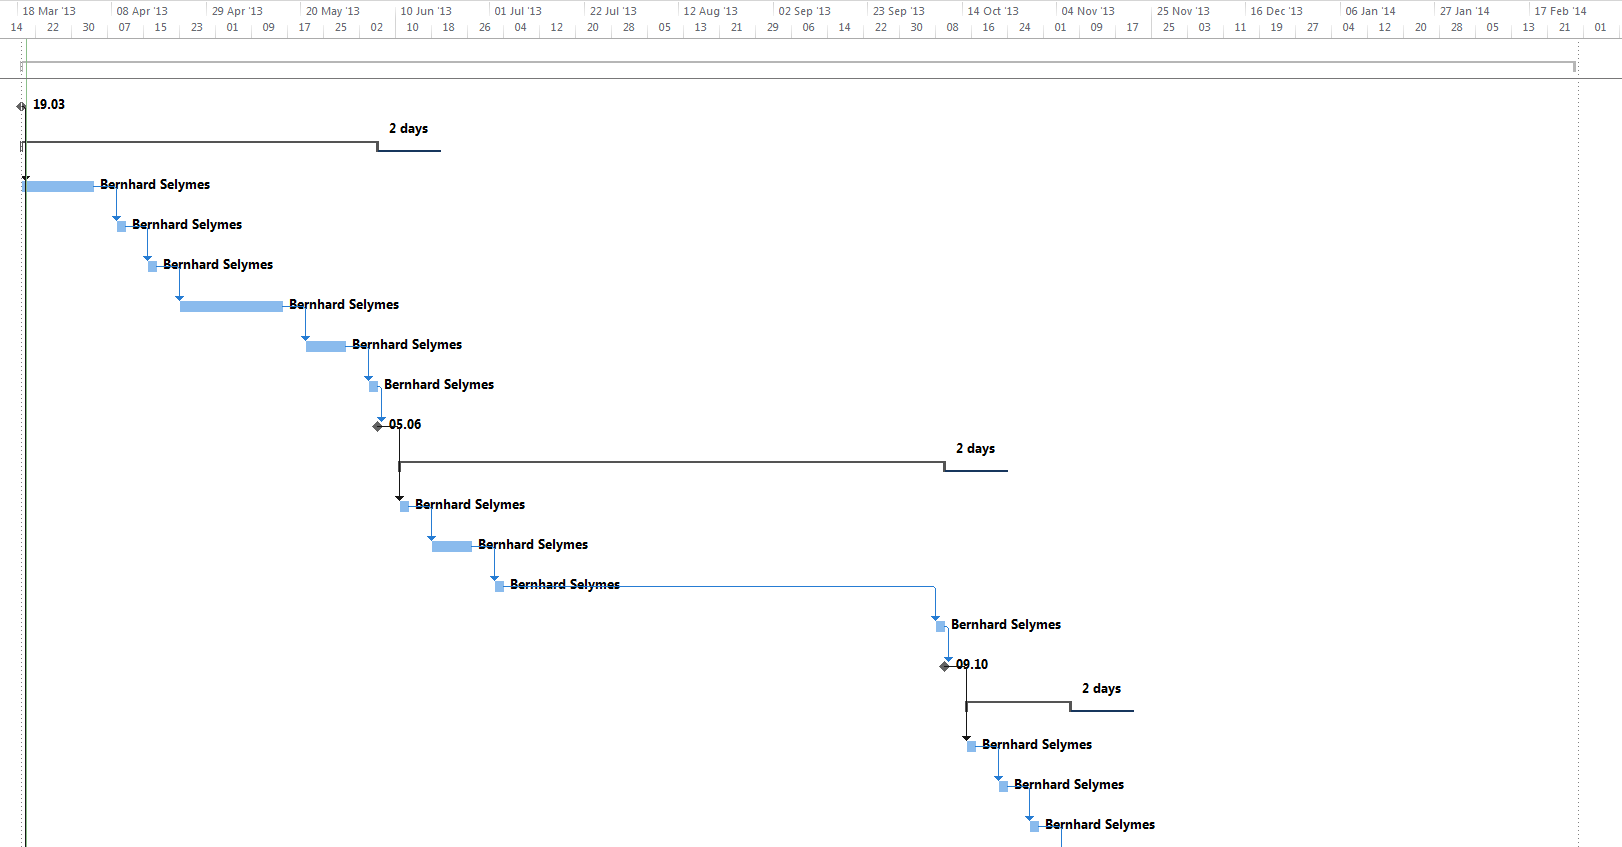 18 Mar '13 08 Apr '13 29 Apr '13 20 May '13 10 Jun '13 01 Jul '13 22 Jul '13 12 Aug '13 02 Sep '13 23 Sep '13 14 Oct '13 04 Nov '13 25 Nov '13 16 Dec '13 06 Jan '14 27 Jan '14 17 Feb '14
14 22 30 07 15 23 01 09 17 25 02 10 18 26 04 12 20 28 05 13 21 29 06 14 22 30 08 16 24 01 09 17 25 03 11 19 27 04 12 20 28 05 13 21 01
19.03
2 days
Bernhard Selymes
Bernhard Selymes
Bernhard Selymes
Bernhard Selymes
Bernhard Selymes
Bernhard Selymes
05.06
2 days
Bernhard Selymes
Bernhard Selymes
Bernhard Selymes
Bernhard Selymes
09.10
2 days
Bernhard Selymes
Bernhard Selymes
Bernhard Selymes